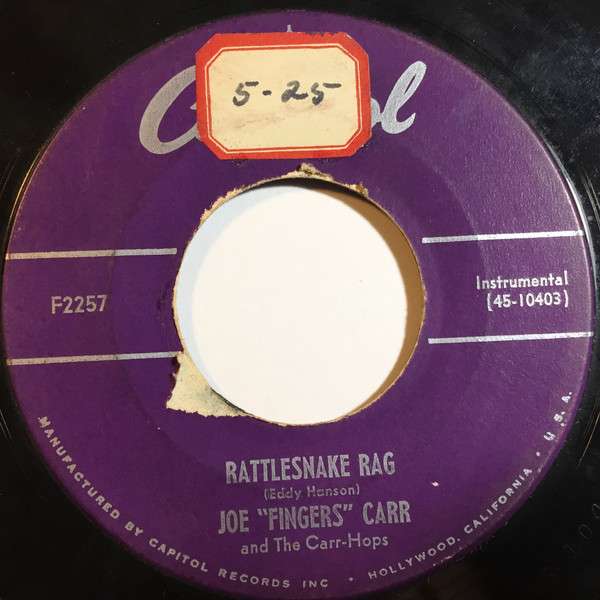 5-25
F2257
Instrumental
(45-10403)
RATTLESNAKE RAG
(Eddy Hanson)
JOE "FINGERS" CARR
and The Carr-Hops
MANUFACTURED BY CAPITOL RECORDS INC • HOLLYWOOD, CALIFORNIA • U.S.A.